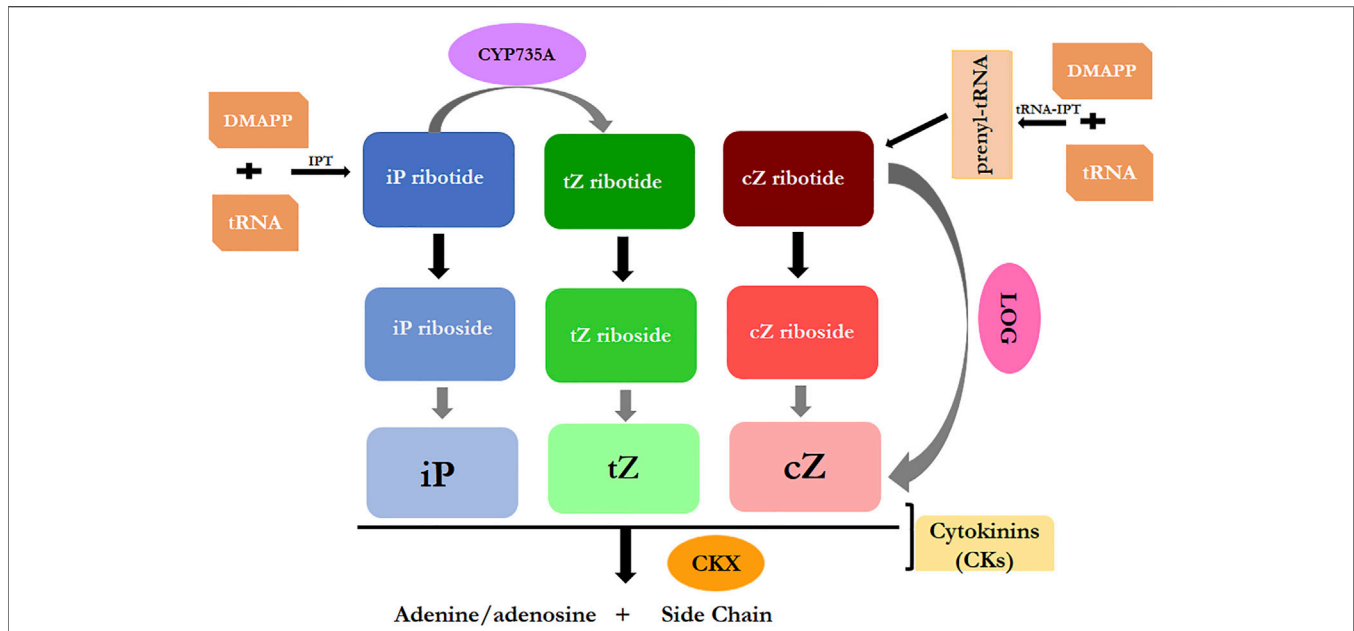 CYP735A
DMAPP
IPT
tRNA
iP ribotide
tZ ribotide
cZ ribotide
prenyl-tRNA
tRNA-IPT
DMAPP
tRNA
iP riboside
tZ riboside
cZ riboside
LOG
iP
tZ
cZ
Cytokinins
(CKs)
CKX
Adenine/adenosine + Side Chain